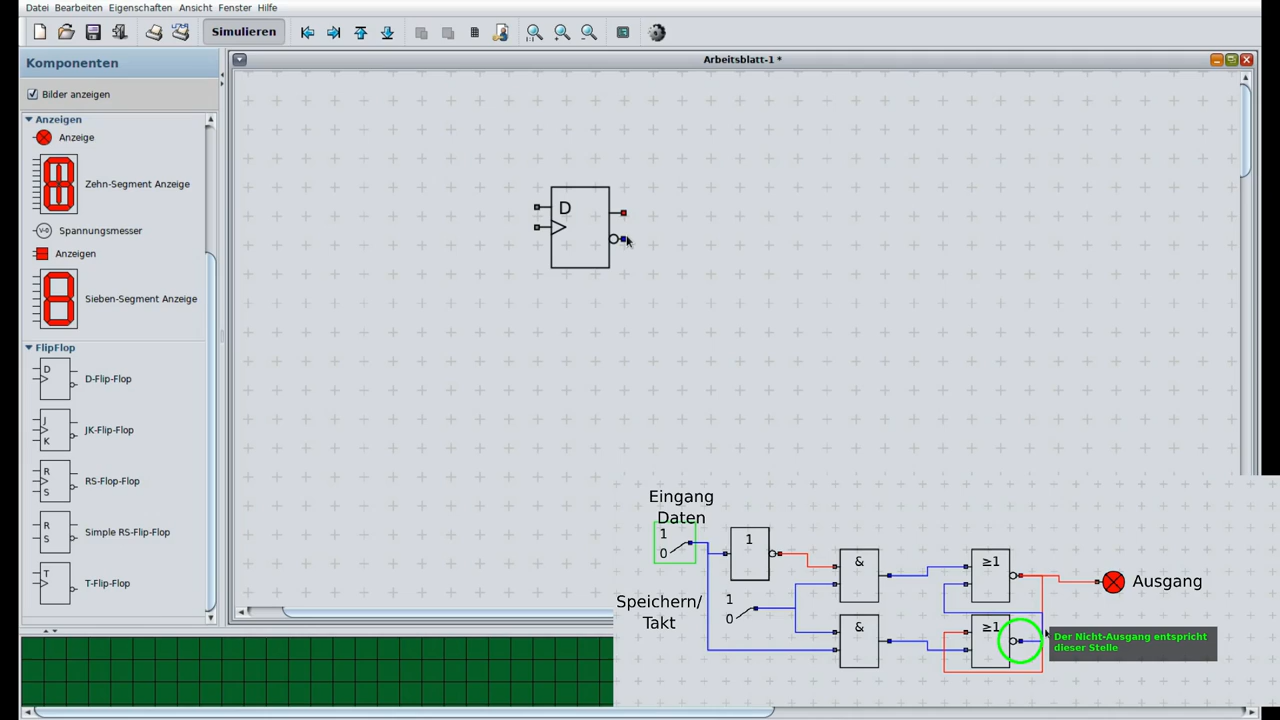 Datei Bearbeiten Eigenschaften Ansicht Fenster Hilfe
Simulieren
Komponenten
Bilder anzeigen
Anzeigen
Anzeige
Zehn-Segment Anzeige
V=0
Spannungsmesser
Anzeigen
Sieben-Segment Anzeige
FlipFlop
D
D-Flip-Flop
J
K
JK-Flip-Flop
R
S
RS-Flop-Flop
R
S
Simple RS-Flip-Flop
T
T-Flip-Flop
Arbeitsblatt-1 *
D
Eingang
Daten
1
0
1
&
≥1
Ausgang
Speichern/
Takt
1
0
&
≥1
Der Nicht-Ausgang entspricht
dieser Stelle